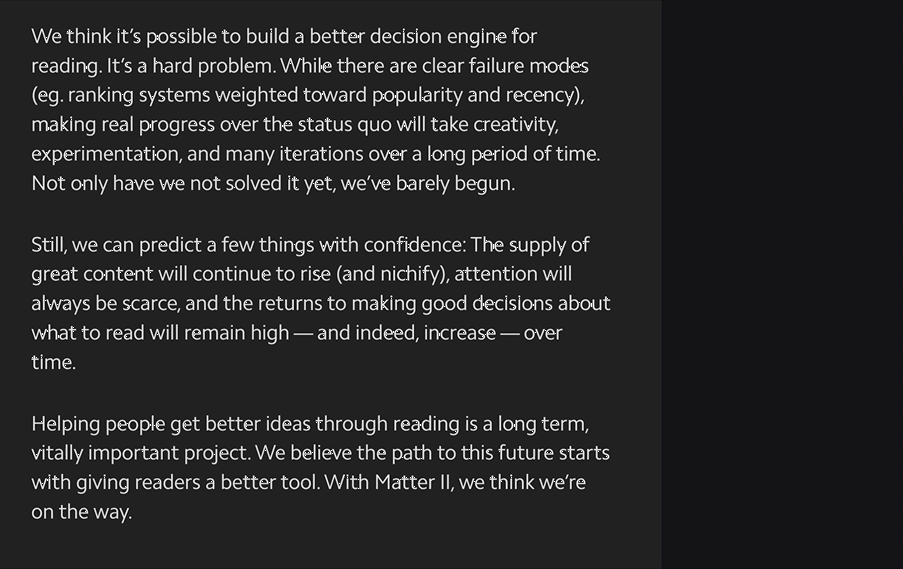 We think it’s possible to build a better decision engine for
reading. It’s a hard problem. While there are clear failure modes
(eg. ranking systems weighted toward popularity and recency),
making real progress over the status quo will take creativity,
experimentation, and many iterations over a long period of time.
Not only have we not solved it yet, we’ve barely begun.
Still, we can predict a few things with confidence: The supply of
great content will continue to rise (and nichify), attention will
always be scarce, and the returns to making good decisions about
what to read will remain high — and indeed, increase — over
time.
Helping people get better ideas through reading is a long term,
vitally important project. We believe the path to this future starts
with giving readers a better tool. With Matter II, we think we’re
on the way.